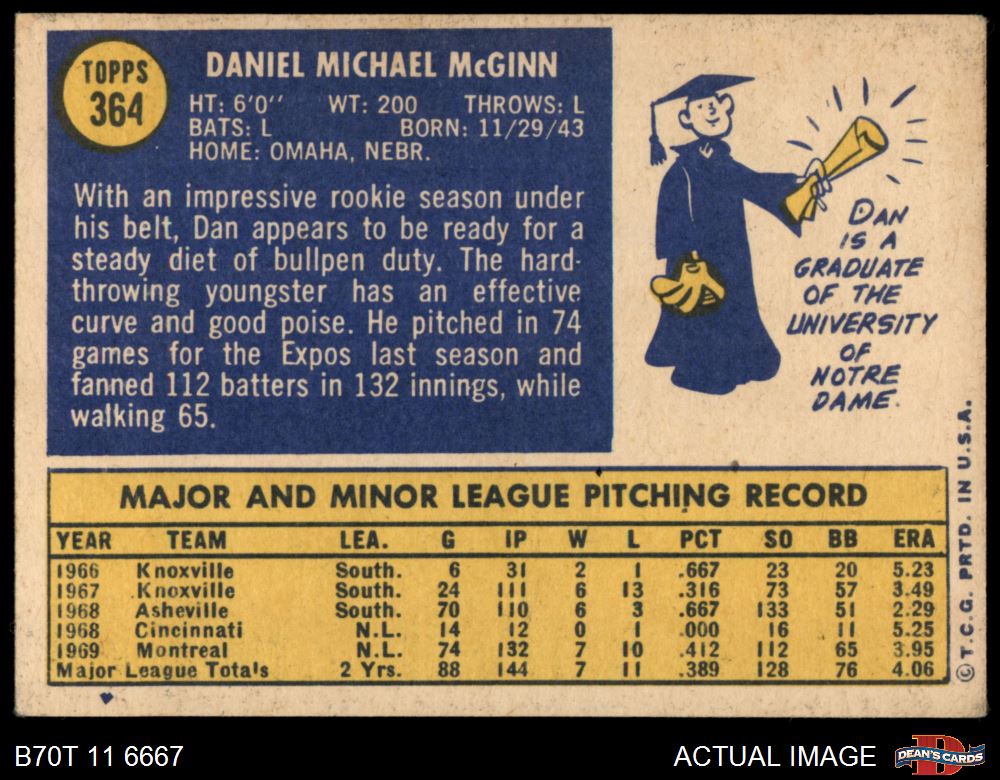 TOPPS
364
DANIEL MICHAEL McGINN
HT: 6'0'' WT: 200 THROWS: L
BATS: L BORN: 11/29/43
HOME: OMAHA, NEBR.
With an impressive rookie season under
his belt, Dan appears to be ready for a
steady diet of bullpen duty. The hard-
throwing youngster has an effective
curve and good poise. He pitched in 74
games for the Expos last season and
fanned 112 batters in 132 innings, while
walking 65.
DAN
IS A
GRADUATE
OF THE
UNIVERSITY
OF
NOTRE
DAME.
MAJOR AND MINOR LEAGUE PITCHING RECORD
YEAR TEAM LEA. G IP W L PCT SO BB ERA
1966 Knoxville South. 6 31 2 1 .667 23 20 5.23
1967 Knoxville South. 24 111 6 13 .316 73 57 3.49
1968 Asheville South. 70 110 6 3 .667 133 51 2.29
1968 Cincinnati N.L. 14 12 0 1 .000 16 11 5.25
1969 Montreal N.L. 74 132 7 10 .412 112 65 3.95
Major League Totals 2 Yrs. 88 144 7 11 .389 128 76 4.06
© T.C.G. PRTD. IN U.S.A.
B70T 11 6667
ACTUAL IMAGE
DEAN'S CARDS